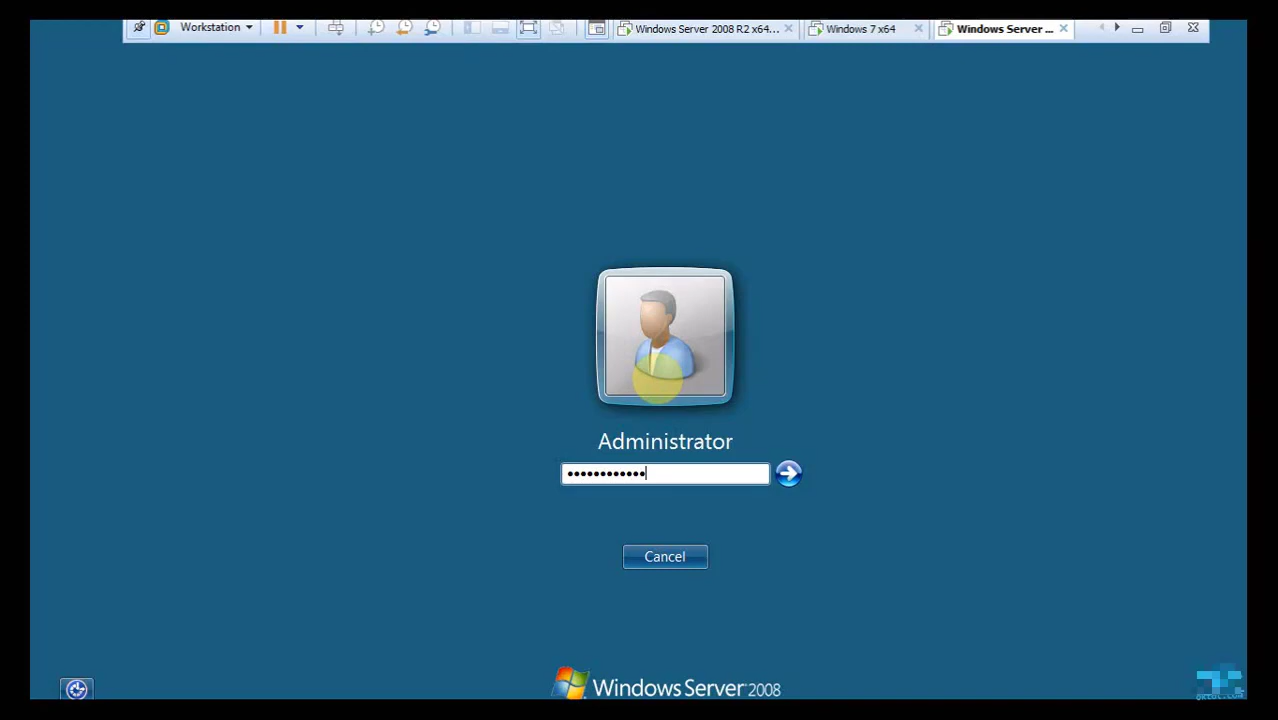 Workstation
Windows Server 2008 R2 x64...
Windows 7 x64
Windows Server ...
Administrator
••••••••••••
Cancel
Windows Server 2008